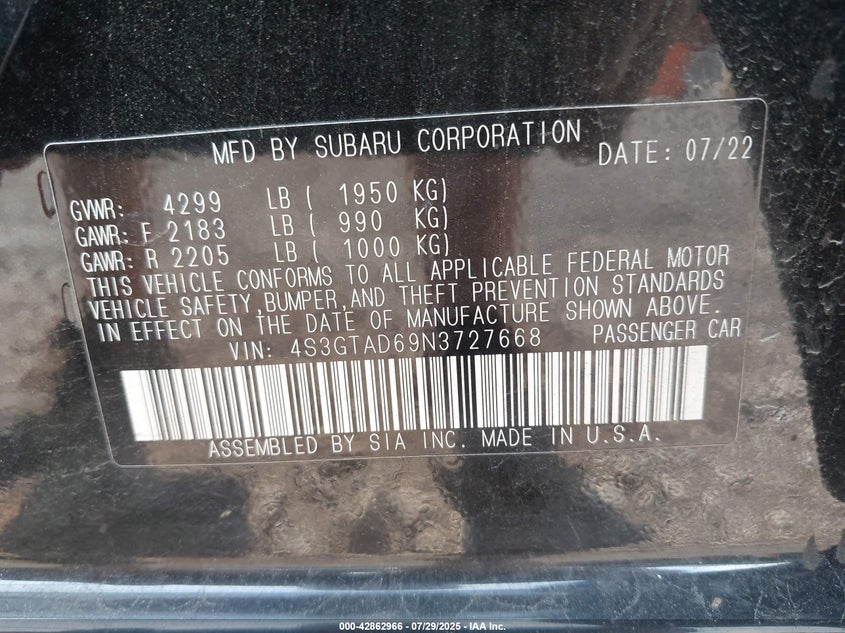 MFD BY SUBARU CORPORATION DATE: 07/22
GVWR: 4299 LB ( 1950 KG)
GAWR: F 2183 LB ( 990 KG)
GAWR: R 2205 LB ( 1000 KG)
THIS VEHICLE CONFORMS TO ALL APPLICABLE FEDERAL MOTOR
VEHICLE SAFETY,BUMPER,AND THEFT PREVENTION STANDARDS
IN EFFECT ON THE DATE OF MANUFACTURE SHOWN ABOVE.
VIN: 4S3GTAD69N3727668 PASSENGER CAR
ASSEMBLED BY SIA INC. MADE IN U.S.A.
000-42862966 - 07/29/2025 - IAA Inc.